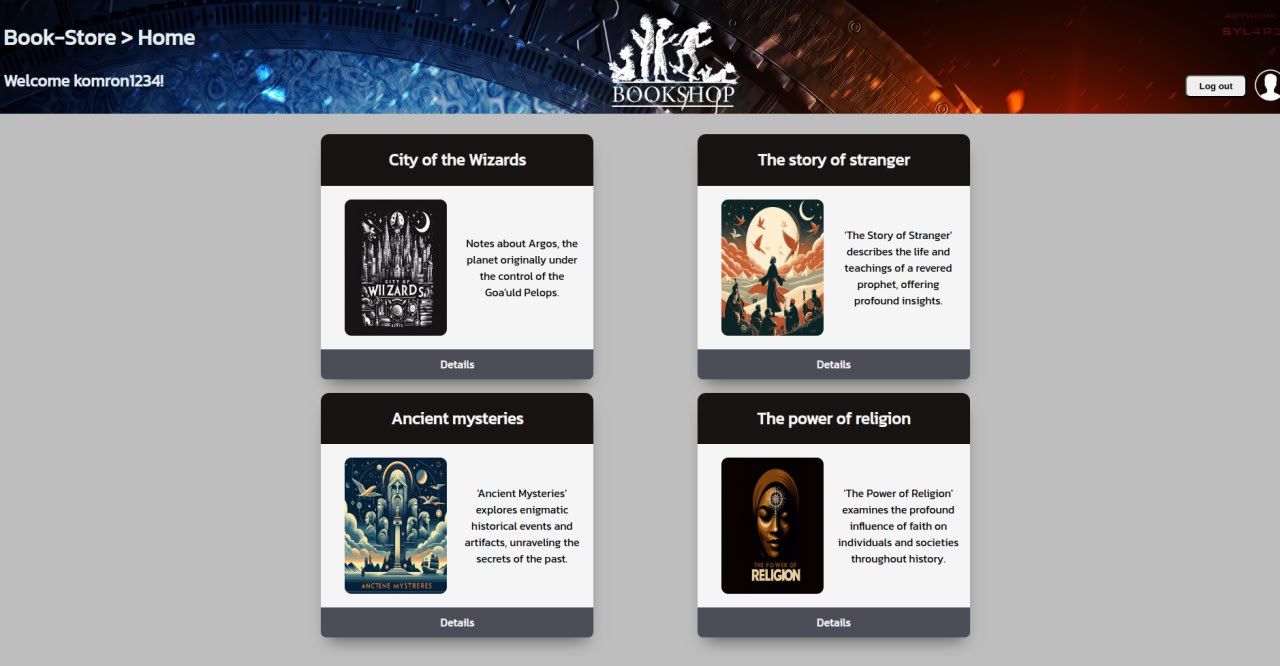 Book-Store > Home
Welcome komron1234!
BOOKSHOP
Log out
City of the Wizards
CITY OF
WIIZARDS
Notes about Argos, the
planet originally under
the control of the
Goa'uld Pelops.
Details
The story of stranger
'The Story of Stranger'
describes the life and
teachings of a revered
prophet, offering
profound insights.
Details
Ancient mysteries
ANCTENE MYSTRERES
'Ancient Mysteries'
explores enigmatic
historical events and
artifacts, unraveling the
secrets of the past.
Details
The power of religion
THE POWER OF
RELIGION
'The Power of Religion'
examines the profound
influence of faith on
individuals and societies
throughout history.
Details